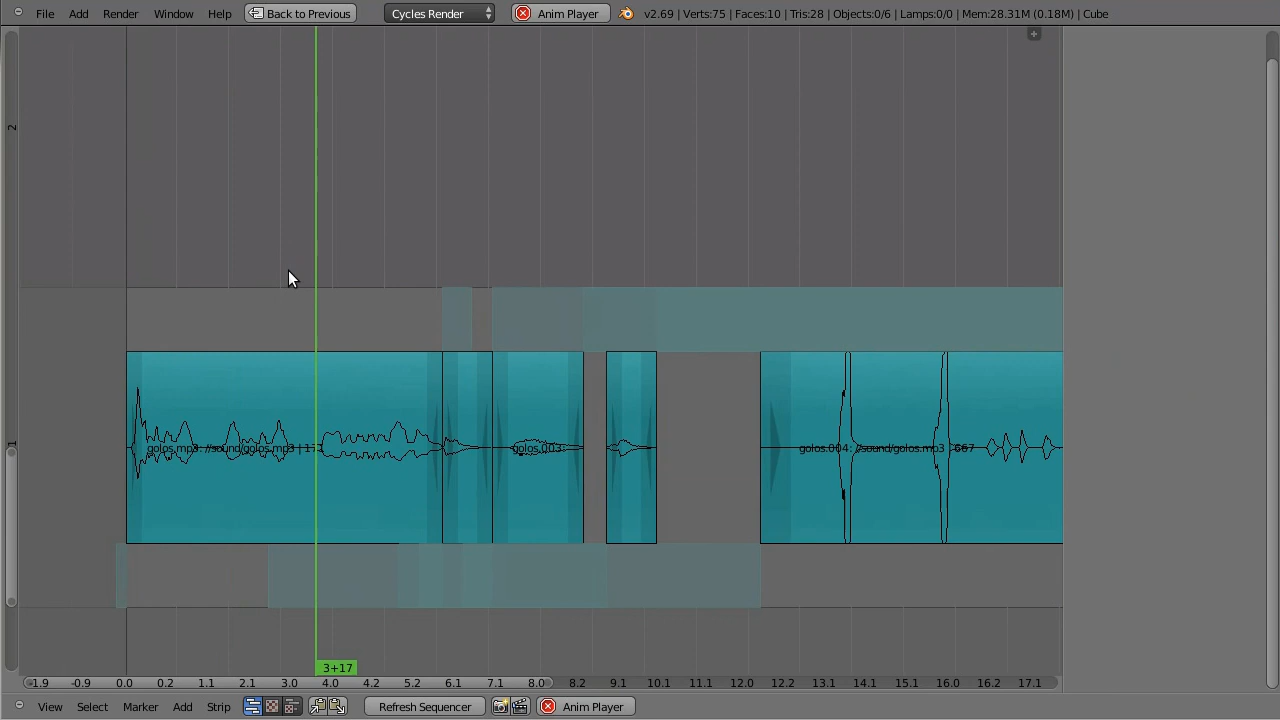 File Add Render Window Help Back to Previous Cycles Render Anim Player v2.69 | Verts:75 | Faces:10 | Tris:28 | Objects:0/6 | Lamps:0/0 | Mem:28.31M (0.18M) | Cube
2
1
golos.mp3: //sound/golos.mp3 |
golos.003:
golos.004: //sound/golos.mp3 | 667
3+17
-1.9 -0.9 0.0 0.2 1.1 2.1 3.0 4.0 4.2 5.2 6.1 7.1 8.0 8.2 9.1 10.1 11.1 12.0 12.2 13.1 14.1 15.1 16.0 16.2 17.1
View Select Marker Add Strip Refresh Sequencer Anim Player